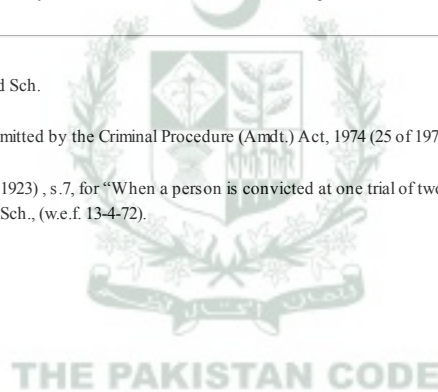 d Sch.
mitted by the Criminal Procedure (Amdt.) Act, 1974 (25 of 197
1923) , s.7, for “When a person is convicted at one trial of two
Sch., (w.e.f. 13-4-72).
THE PAKISTAN CODE